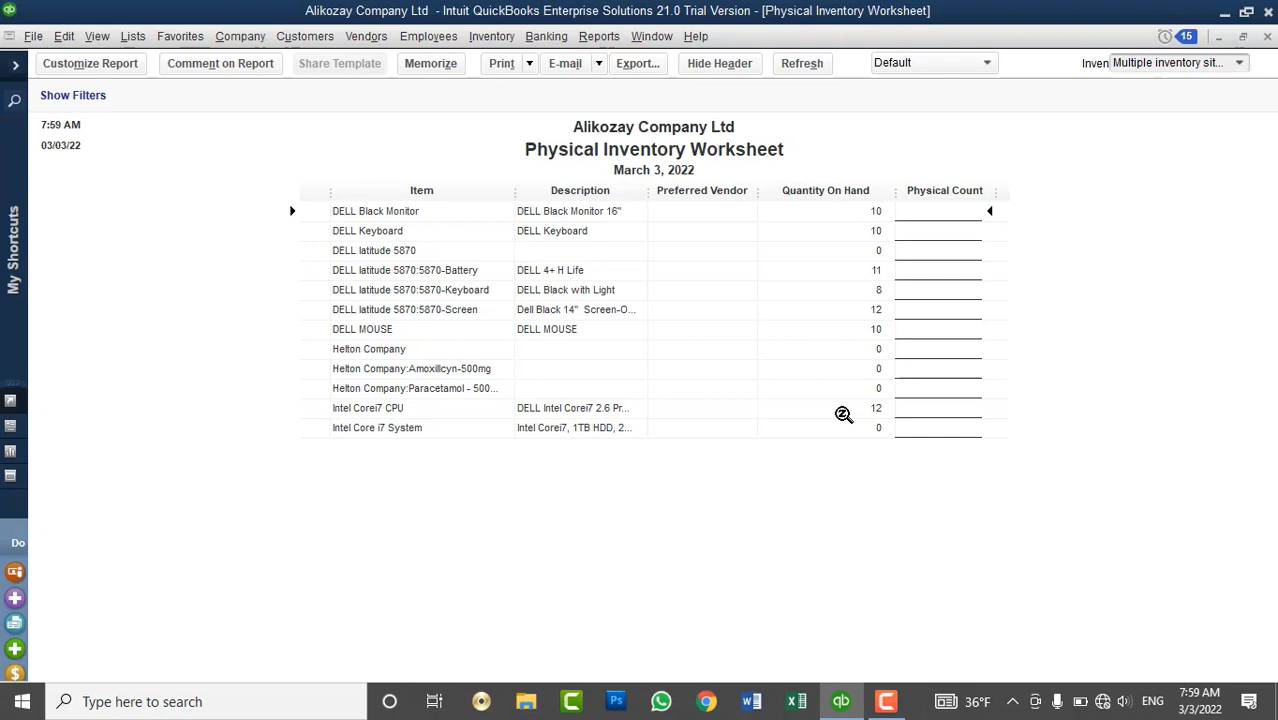 Alikozay Company Ltd - Intuit QuickBooks Enterprise Solutions 21.0 Trial Version - [Physical Inventory Worksheet]
File Edit View Lists Favorites Company Customers Vendors Employees Inventory Banking Reports Window Help 15
Customize Report Comment on Report Share Template Memorize Print E-mail Export... Hide Header Refresh Default Inven Multiple inventory sit...
Show Filters
7:59 AM
03/03/22
Alikozay Company Ltd
Physical Inventory Worksheet
March 3, 2022
Item Description Preferred Vendor Quantity On Hand Physical Count
DELL Black Monitor DELL Black Monitor 16" 10
DELL Keyboard DELL Keyboard 10
DELL latitude 5870 0
DELL latitude 5870:5870-Battery DELL 4+ H Life 11
DELL latitude 5870:5870-Keyboard DELL Black with Light 8
DELL latitude 5870:5870-Screen Dell Black 14" Screen-O... 12
DELL MOUSE DELL MOUSE 10
Helton Company 0
Helton Company:Amoxillcyn-500mg 0
Helton Company:Paracetamol - 500... 0
Intel Corei7 CPU DELL Intel Corei7 2.6 Pr... 12
Intel Core i7 System Intel Corei7, 1TB HDD, 2... 0
My Shortcuts
Do
Type here to search
36°F
ENG
7:59 AM
3/3/2022